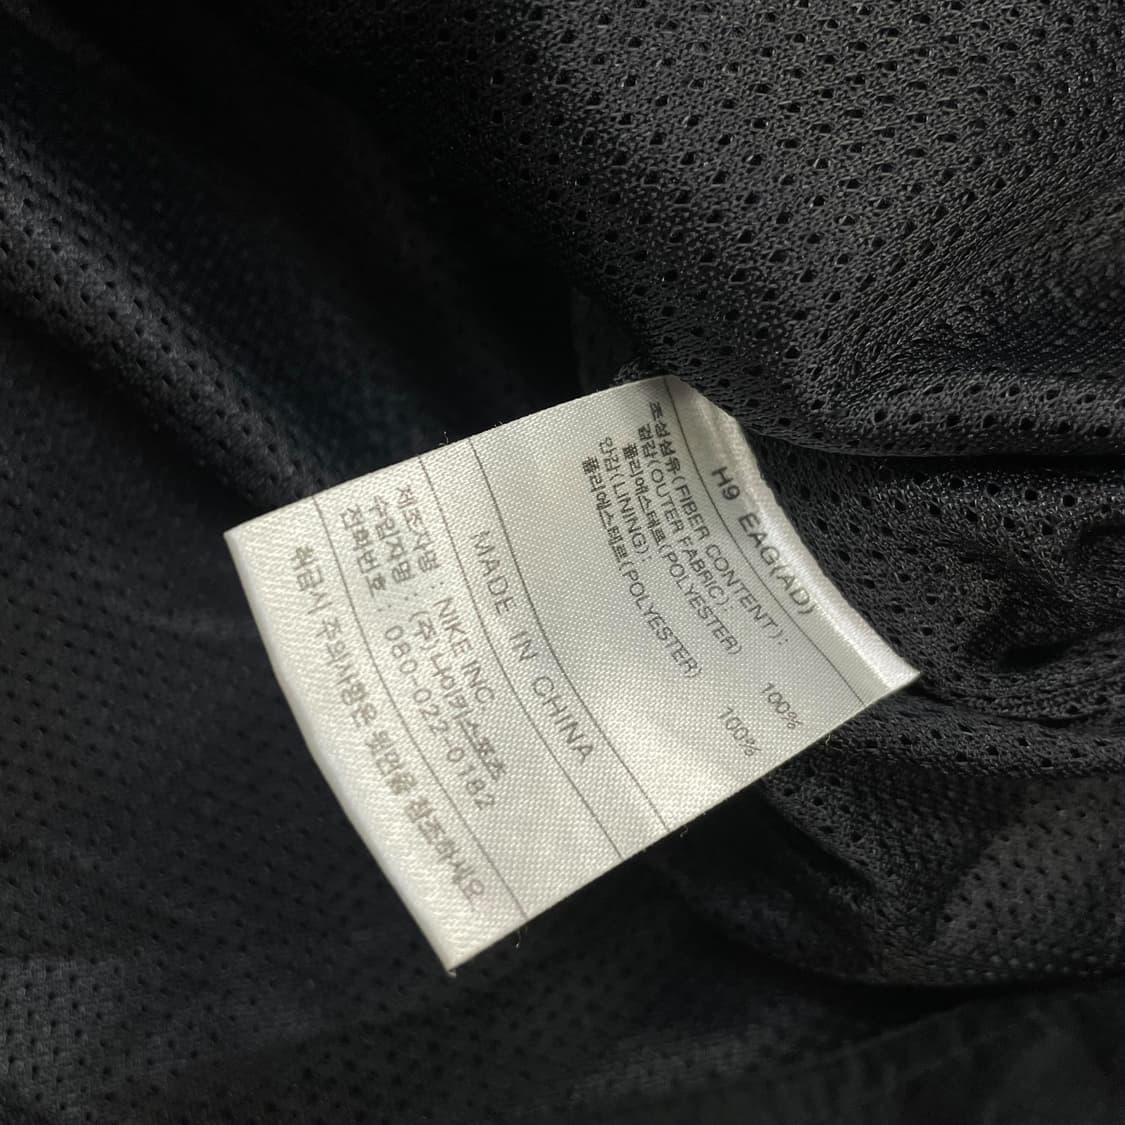 H9 EAG(AD)
조성섬유(FIBER CONTENT):
겉감(OUTER FABRIC):
폴리에스테르(POLYESTER) 100%
안감(LINING):
폴리에스테르(POLYESTER) 100%
MADE IN CHINA
제조자명 : NIKE INC
수입자명 : (주)나이키스포츠
전화번호 : 080-022-0182
취급시 주의사항은 뒷면을 참조하세요